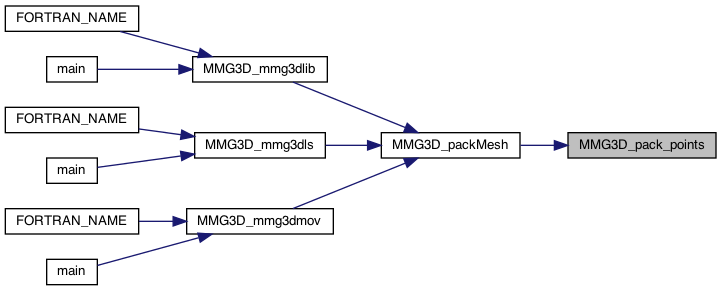 FORTRAN_NAME
main
MMG3D_mmg3dlib
FORTRAN_NAME
main
MMG3D_mmg3dls
MMG3D_packMesh
MMG3D_pack_points
FORTRAN_NAME
main
MMG3D_mmg3dmov